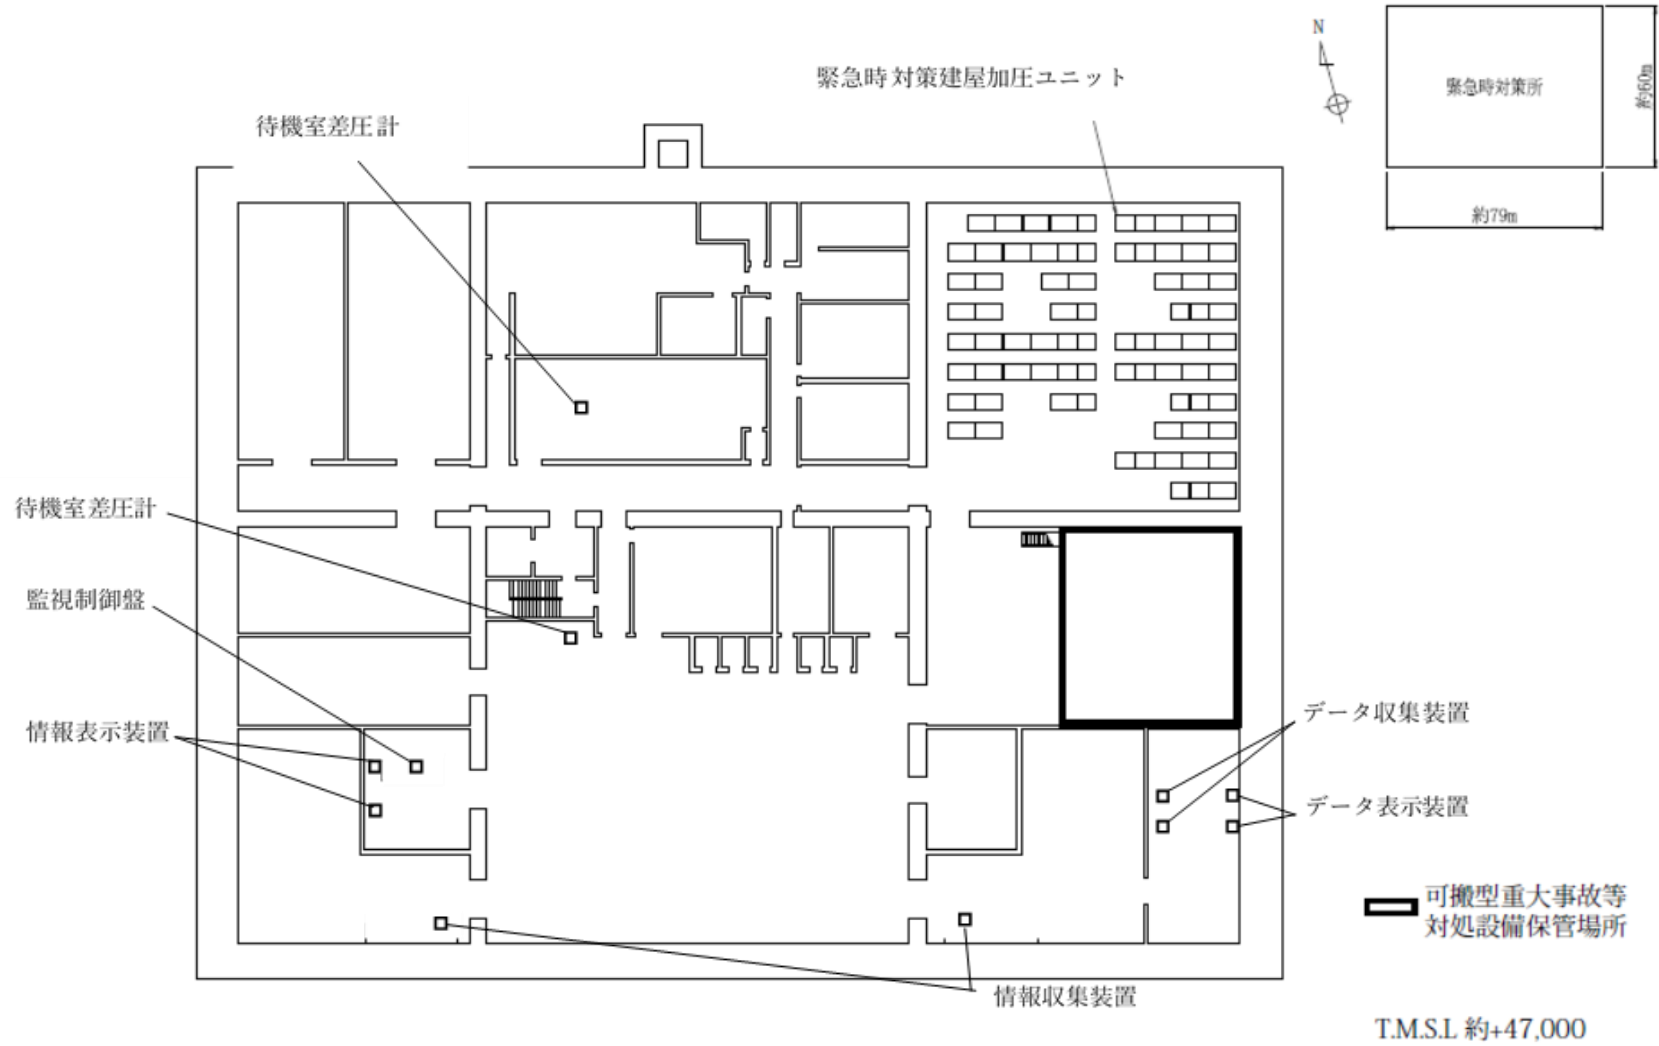 N
緊急時対策所
約60m
約79m
緊急時対策建屋加圧ユニット
待機室差圧計
待機室差圧計
監視制御盤
情報表示装置
データ収集装置
データ表示装置
可搬型重大事故等
対処設備保管場所
情報収集装置
T.M.S.L 約+47,000